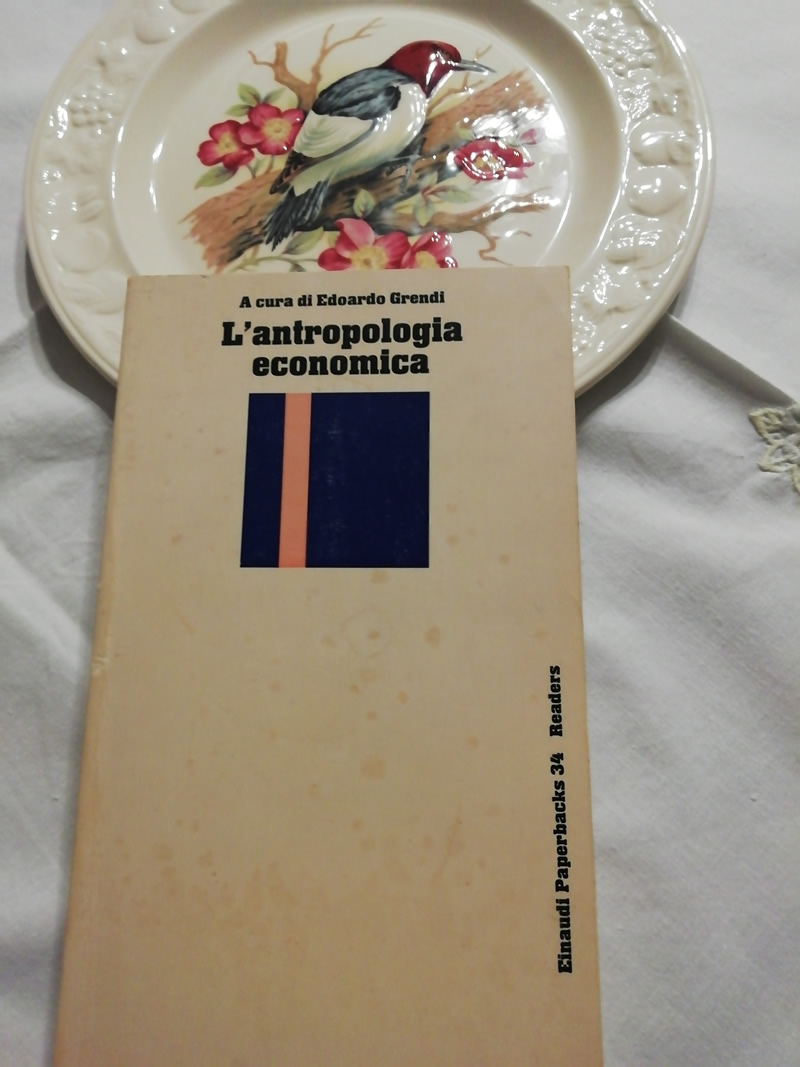 A cura di Edoardo Grendi
L'antropologia
economica
Einaudi Paperbacks 34 Readers